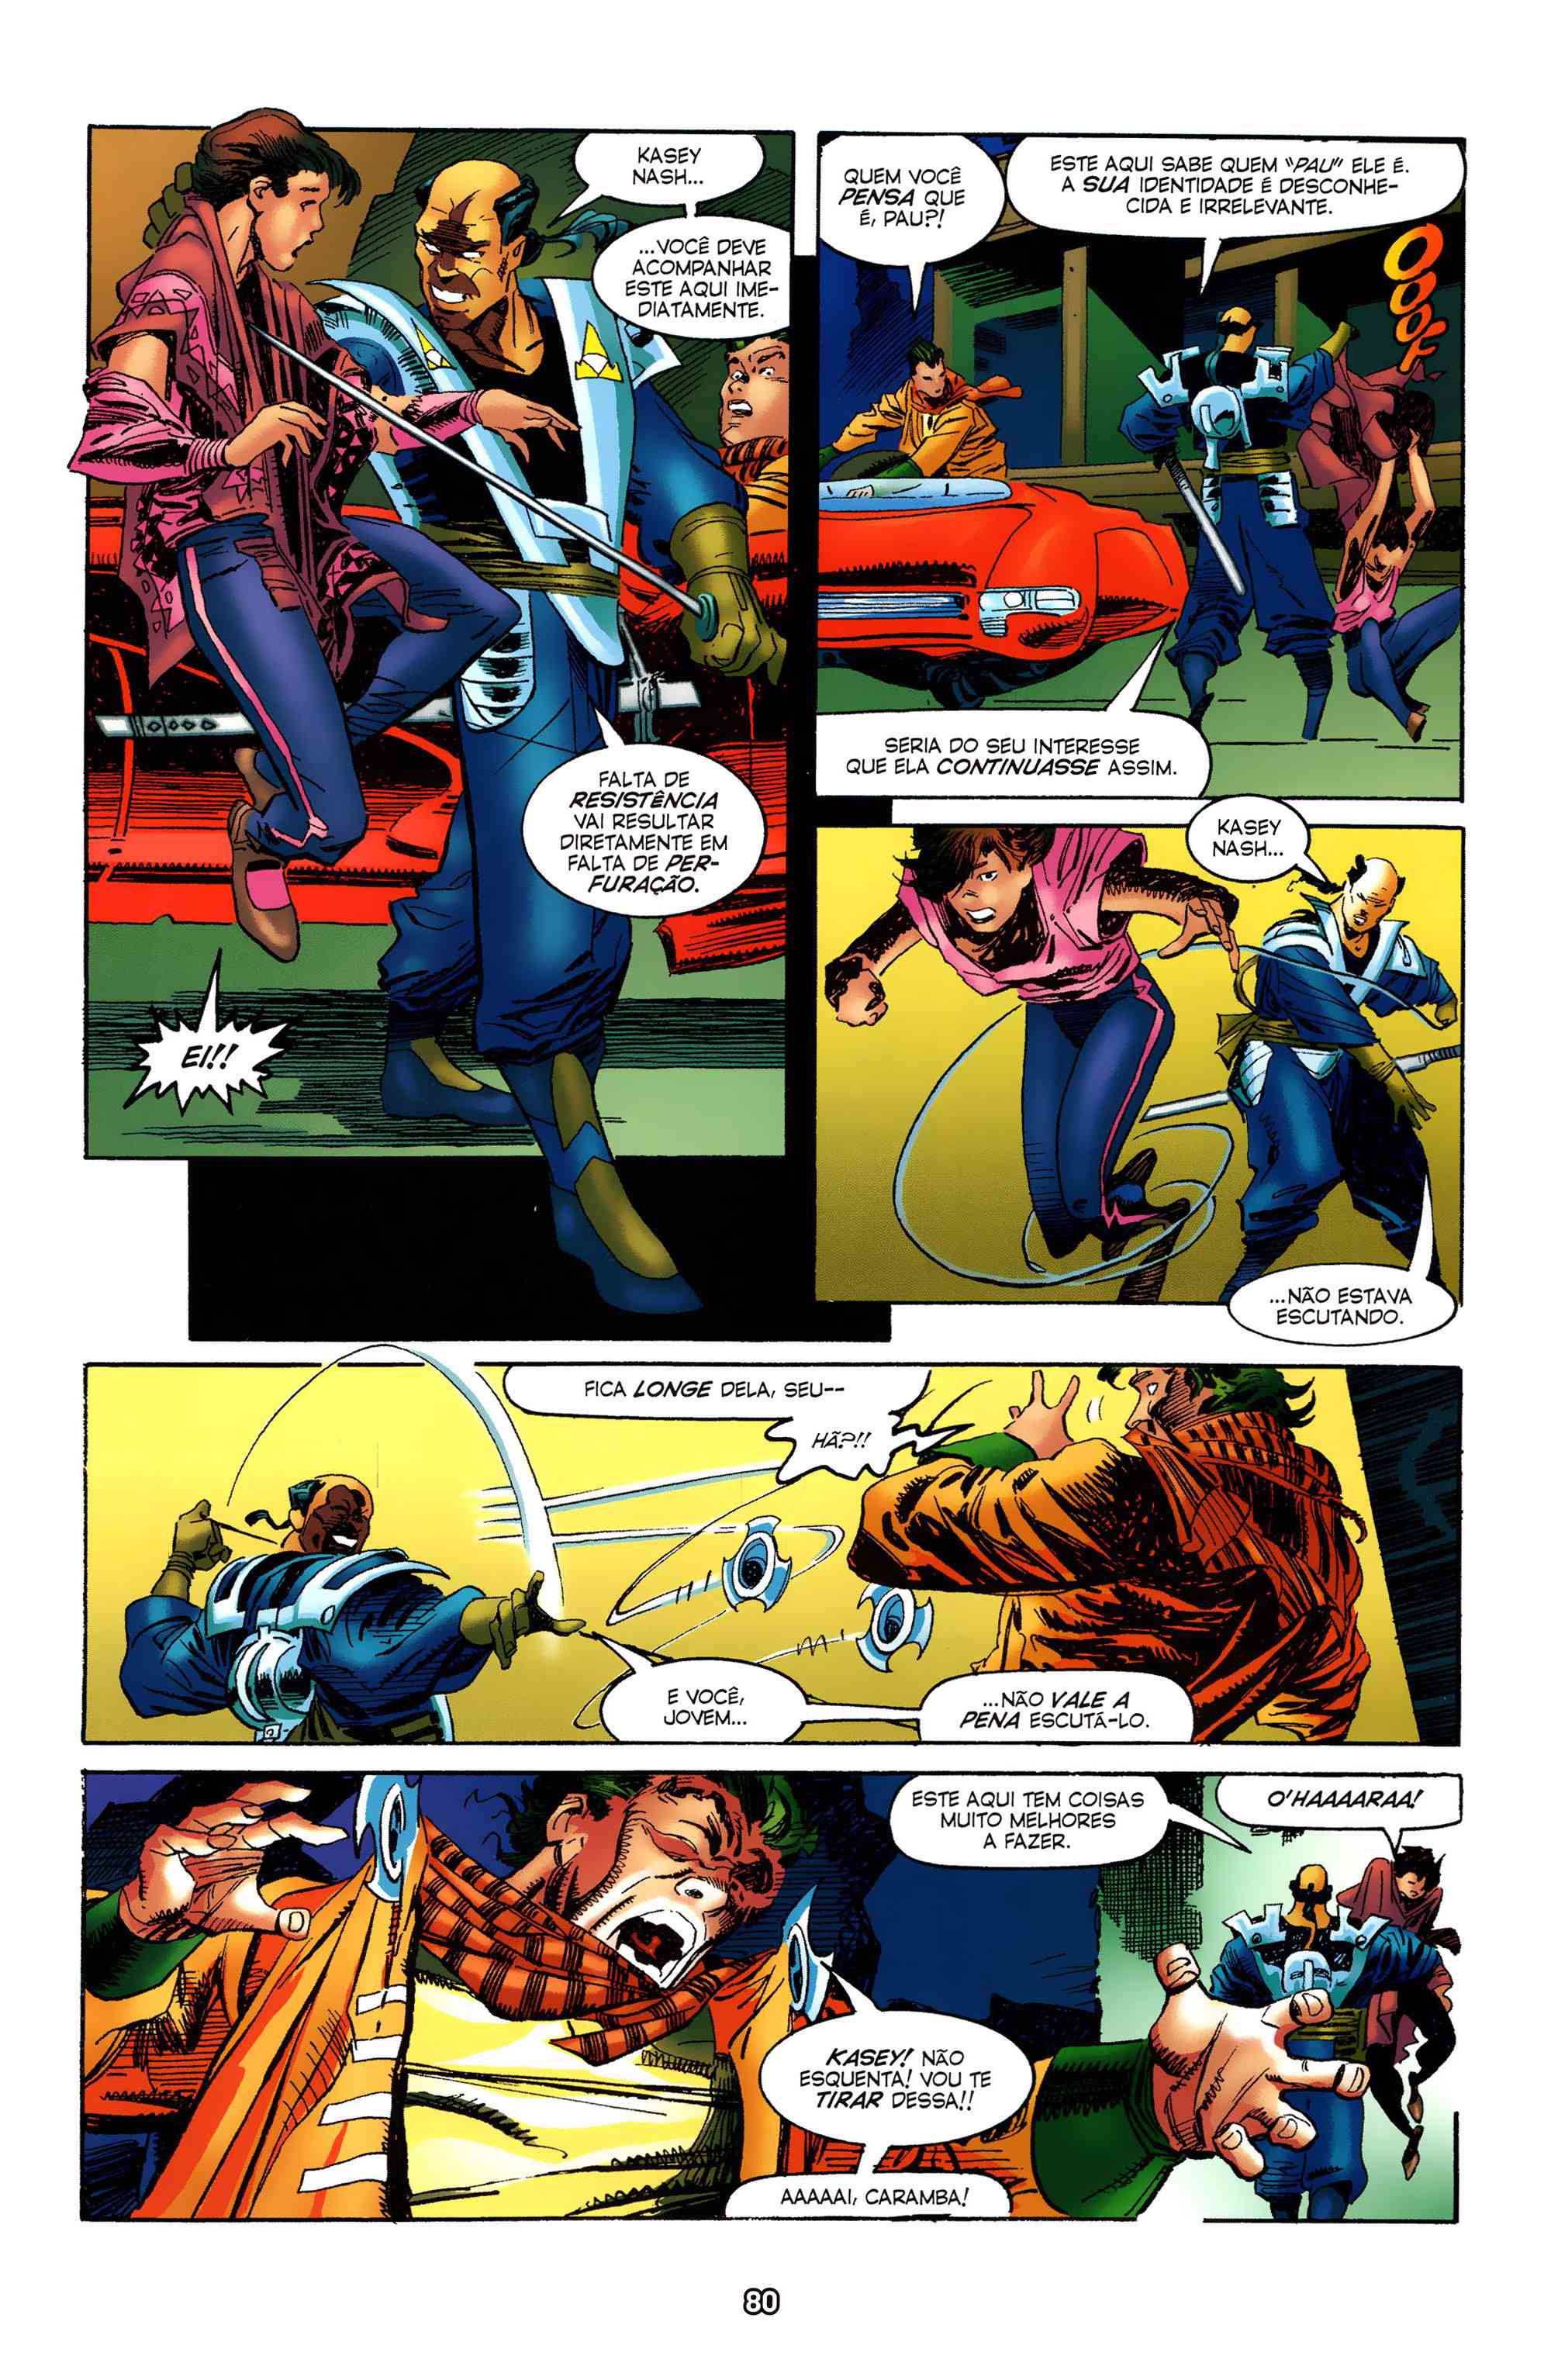 KASEY
NASH...
...VOCÊ DEVE
ACOMPANHAR
ESTE AQUI IME-
DIATAMENTE.
FALTA DE
RESISTÊNCIA
VAI RESULTAR
DIRETAMENTE EM
FALTA DE PER-
FURAÇÃO.
EI!!
QUEM VOCÊ
PENSA QUE
É, PAU?!
ESTE AQUI SABE QUEM "PAU" ELE É.
A SUA IDENTIDADE É DESCONHE-
CIDA E IRRELEVANTE.
OOOF
SERIA DO SEU INTERESSE
QUE ELA CONTINUASSE ASSIM.
KASEY
NASH...
...NÃO ESTAVA
ESCUTANDO.
FICA LONGE DELA, SEU--
HÃ?!!
E VOCÊ,
JOVEM...
...NÃO VALE A
PENA ESCUTÁ-LO.
ESTE AQUI TEM COISAS
MUITO MELHORES
A FAZER.
O'HAAAARAA!
KASEY! NÃO
ESQUENTA! VOU TE
TIRAR DESSA!!
AAAAAI, CARAMBA!
80